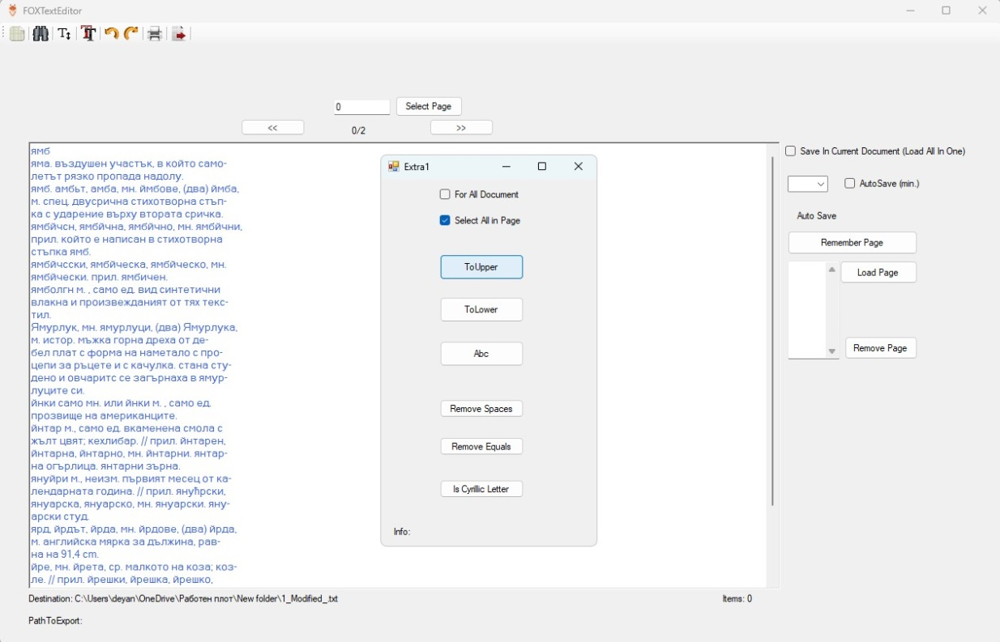 FOXTextEditor
0
Select Page
<<
0/2
>>
ямб
яма. въздушен участък, в който само-
летът рязко пропада надолу.
ямб. амбът, амба, мн. ймбове, (два) ймба,
м. спец. двусрична стихотворна стъп-
ка с ударение върху втората сричка.
ямбйчсн, ямбйчна, ямбйчно, мн. ямбйчни,
прил. който е написан в стихотворна
стъпка ямб.
ямбйчсски, ямбйческа, ямбйческо, мн.
ямбйчески. прил. ямбичен.
ямболгн м. , само ед. вид синтетични
влакна и произвежданият от тях текс-
тил.
Ямурлук, мн. ямурлуци, (два) Ямурлука,
м. истор. мъжка горна дреха от де-
бел плат с форма на наметало с про-
цепи за ръцете и с качулка. стана сту-
дено и овчаритс се загърнаха в ямур-
луците си.
йнки само мн. или йнки м. , само ед.
прозвище на американците.
йнтар м., само ед. вкаменена смола с
жълт цвят; кехлибар. // прил. йнтарен,
йнтарна, йнтарно, мн. йнтарни. янтар-
на огърлица. янтарни зърна.
януйри м., неизм. първият месец от ка-
лендарната година. // прил. янућрски,
януарска, януарско, мн. януарски. яну-
арски студ.
ярд, йрдът, йрда, мн. йрдове, (два) йрда,
м. английска мярка за дължина, рав-
на на 91,4 cm.
йре, мн. йрета, ср. малкото на коза; коз-
ле. // прил. йрешки, йрешка, йрешко,
Extra1
For All Document
Select All in Page
ToUpper
ToLower
Abc
Remove Spaces
Remove Equals
Is Cyrillic Letter
Info:
Save In Current Document (Load All In One)
AutoSave (min.)
Auto Save
Remember Page
Load Page
Remove Page
Destination: C:\Users\deyan\OneDrive\Работен плот\New folder\1_Modified_.txt
Items: 0
PathToExport: